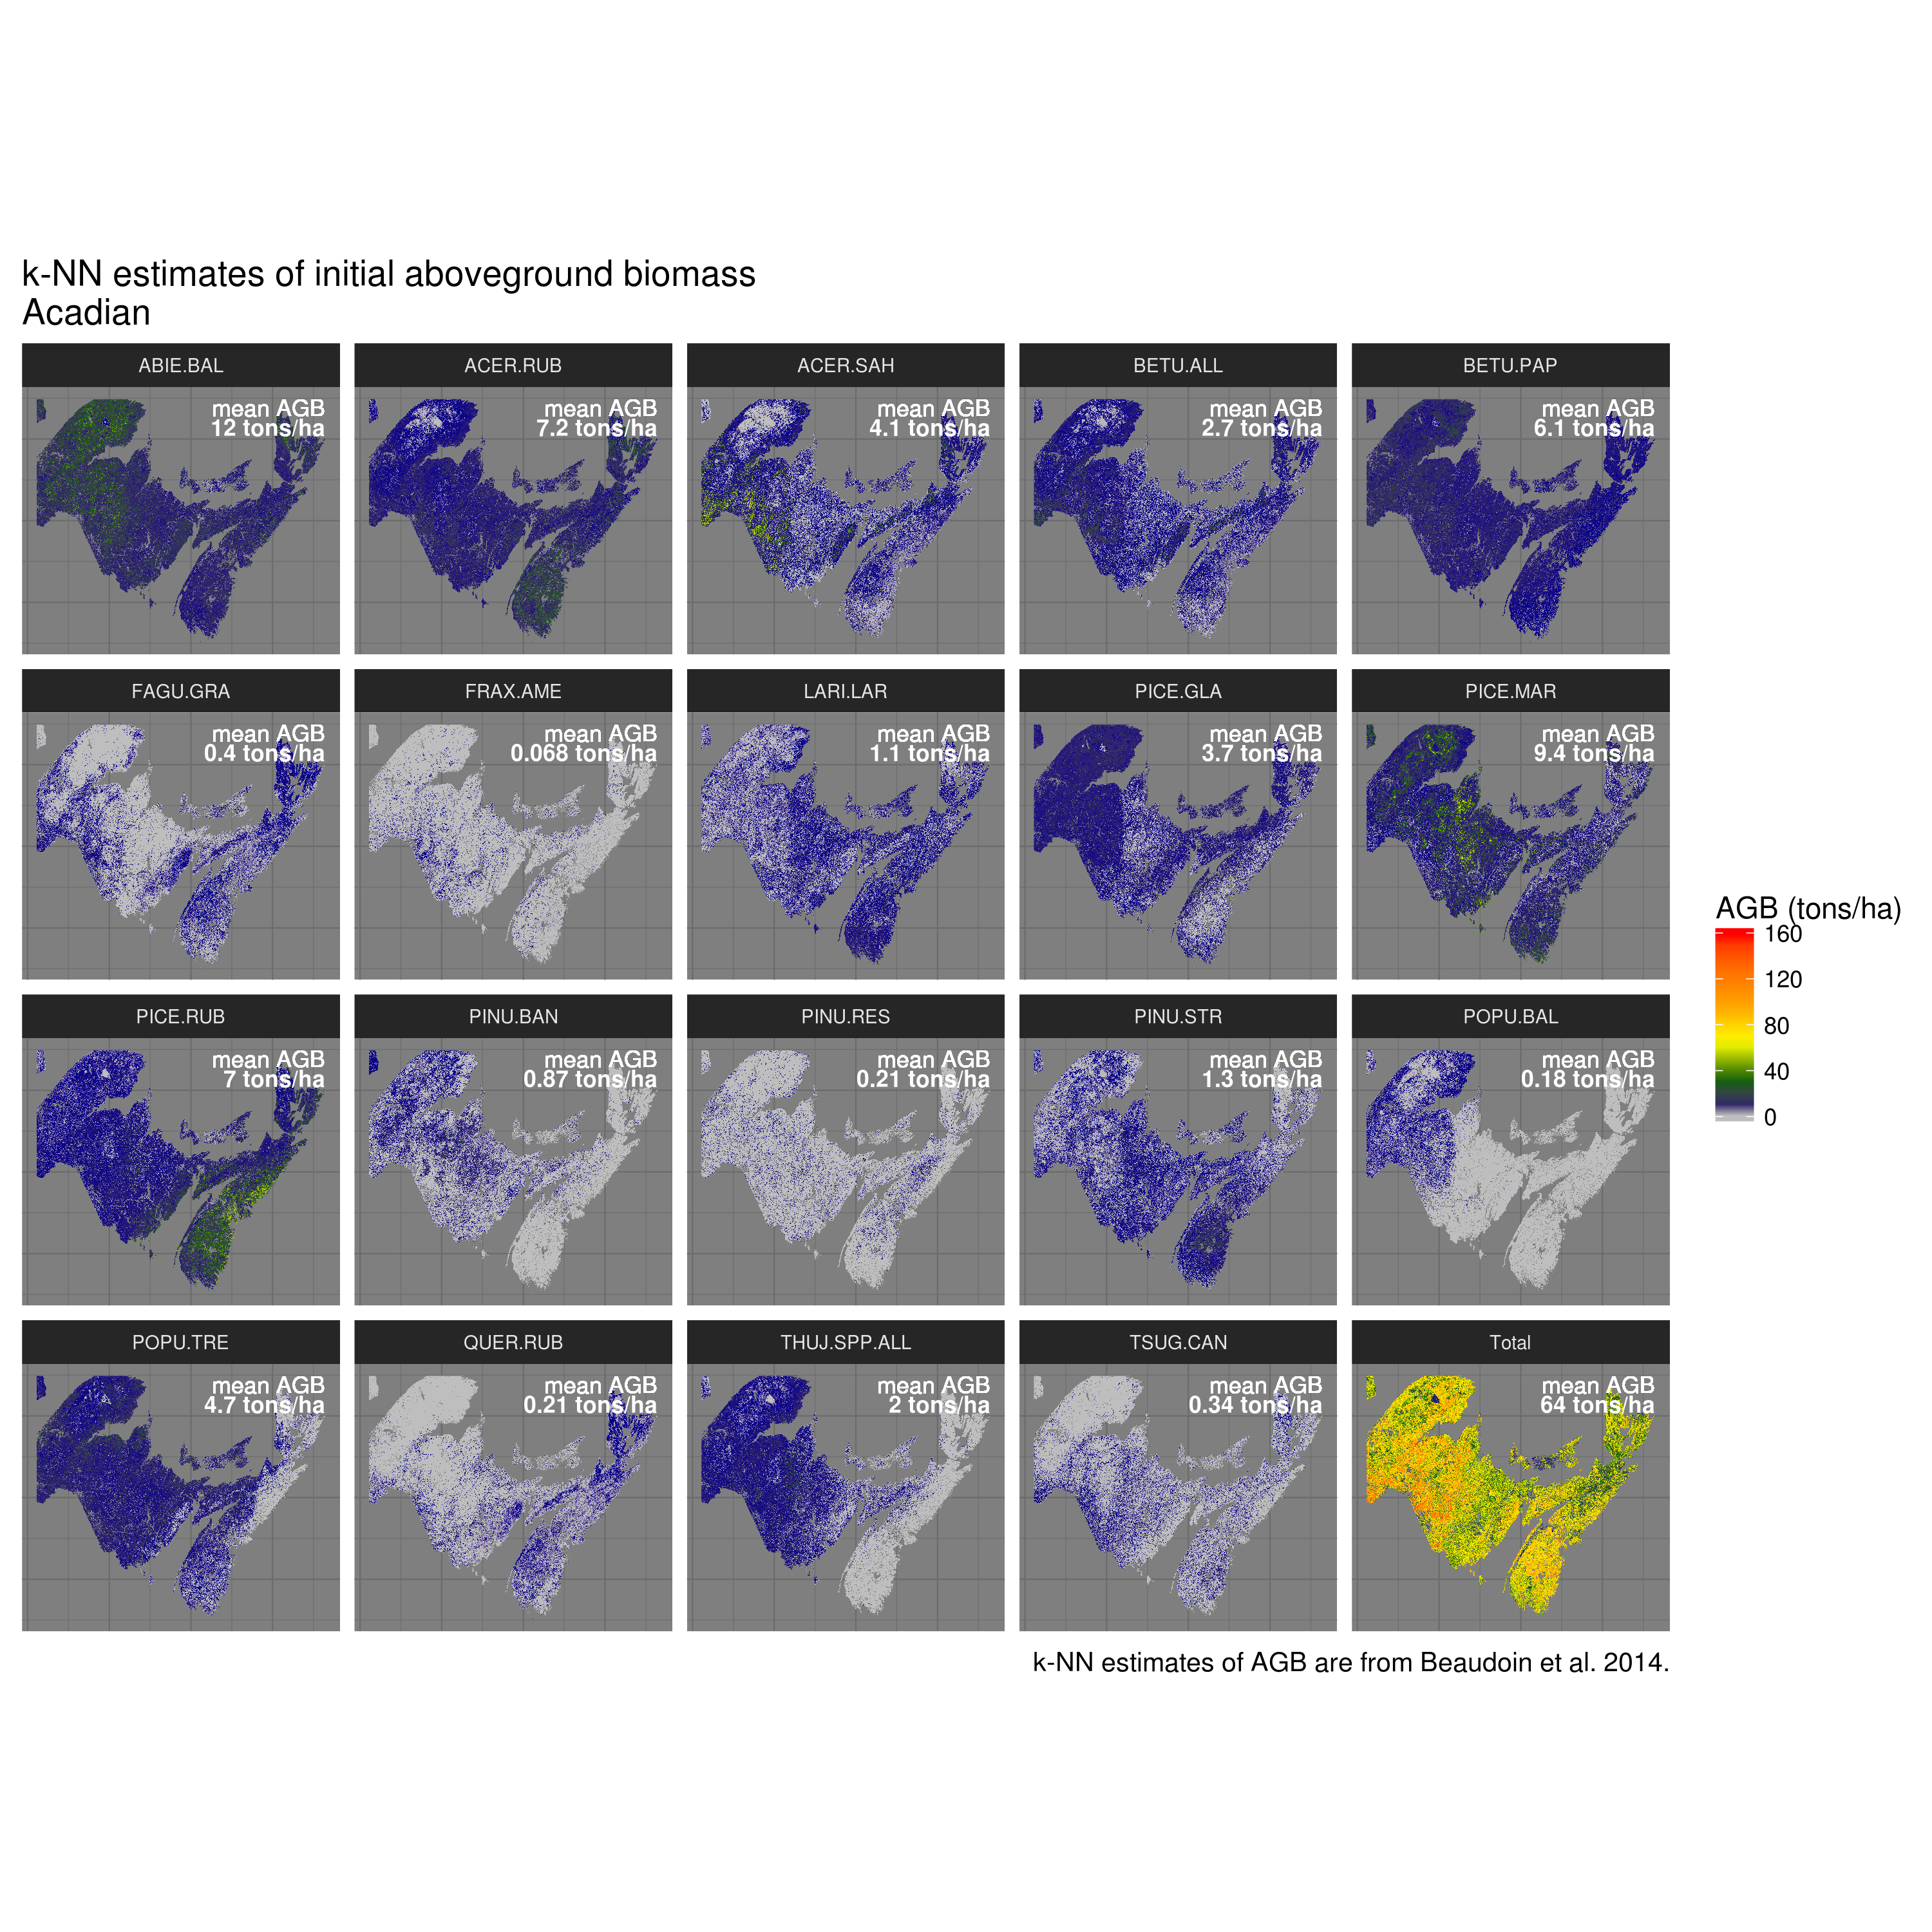 k-NN estimates of initial aboveground biomass
Acadian
ABIE.BAL
mean AGB
12 tons/ha
ACER.RUB
mean AGB
7.2 tons/ha
ACER.SAH
mean AGB
4.1 tons/ha
BETU.ALL
mean AGB
2.7 tons/ha
BETU.PAP
mean AGB
6.1 tons/ha
FAGU.GRA
mean AGB
0.4 tons/ha
FRAX.AME
mean AGB
0.068 tons/ha
LARI.LAR
mean AGB
1.1 tons/ha
PICE.GLA
mean AGB
3.7 tons/ha
PICE.MAR
mean AGB
9.4 tons/ha
PICE.RUB
mean AGB
7 tons/ha
PINU.BAN
mean AGB
0.87 tons/ha
PINU.RES
mean AGB
0.21 tons/ha
PINU.STR
mean AGB
1.3 tons/ha
POPU.BAL
mean AGB
0.18 tons/ha
POPU.TRE
mean AGB
4.7 tons/ha
QUER.RUB
mean AGB
0.21 tons/ha
THUJ.SPP.ALL
mean AGB
2 tons/ha
TSUG.CAN
mean AGB
0.34 tons/ha
Total
mean AGB
64 tons/ha
AGB (tons/ha)
160
120
80
40
0
k-NN estimates of AGB are from Beaudoin et al. 2014.